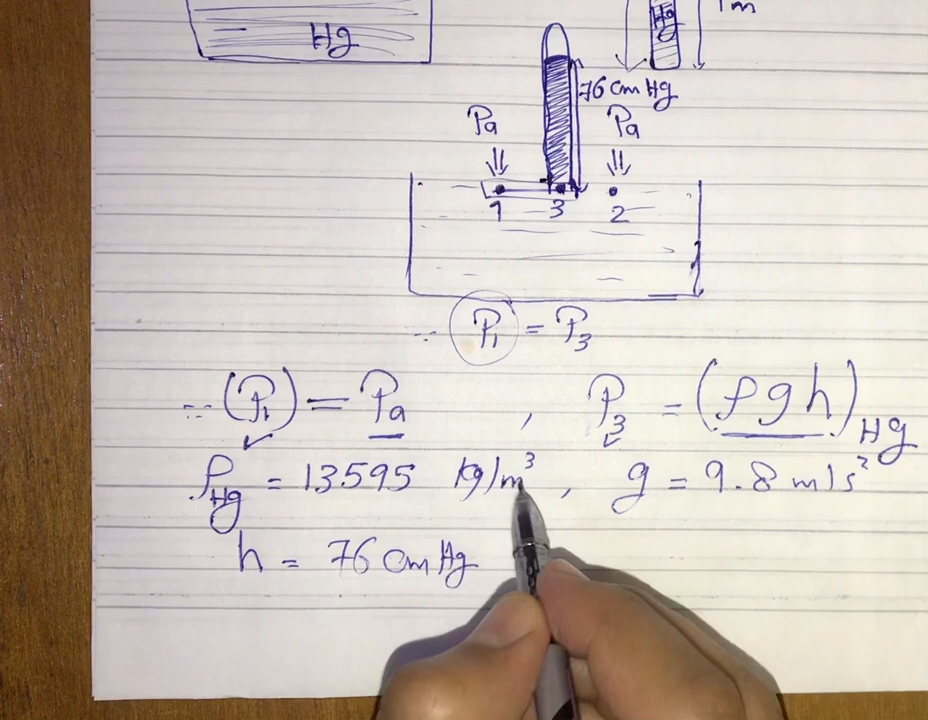 Hg
Hg
1m
76 cm Hg
Pa
Pa
1
3
2
∵ P₁ = P₃
∵ (P₁) = Pa , P₃ = (ρgh)Hg
ρHg = 13595 kg/m³ , g = 9.8 m/s²
h = 76 cm Hg